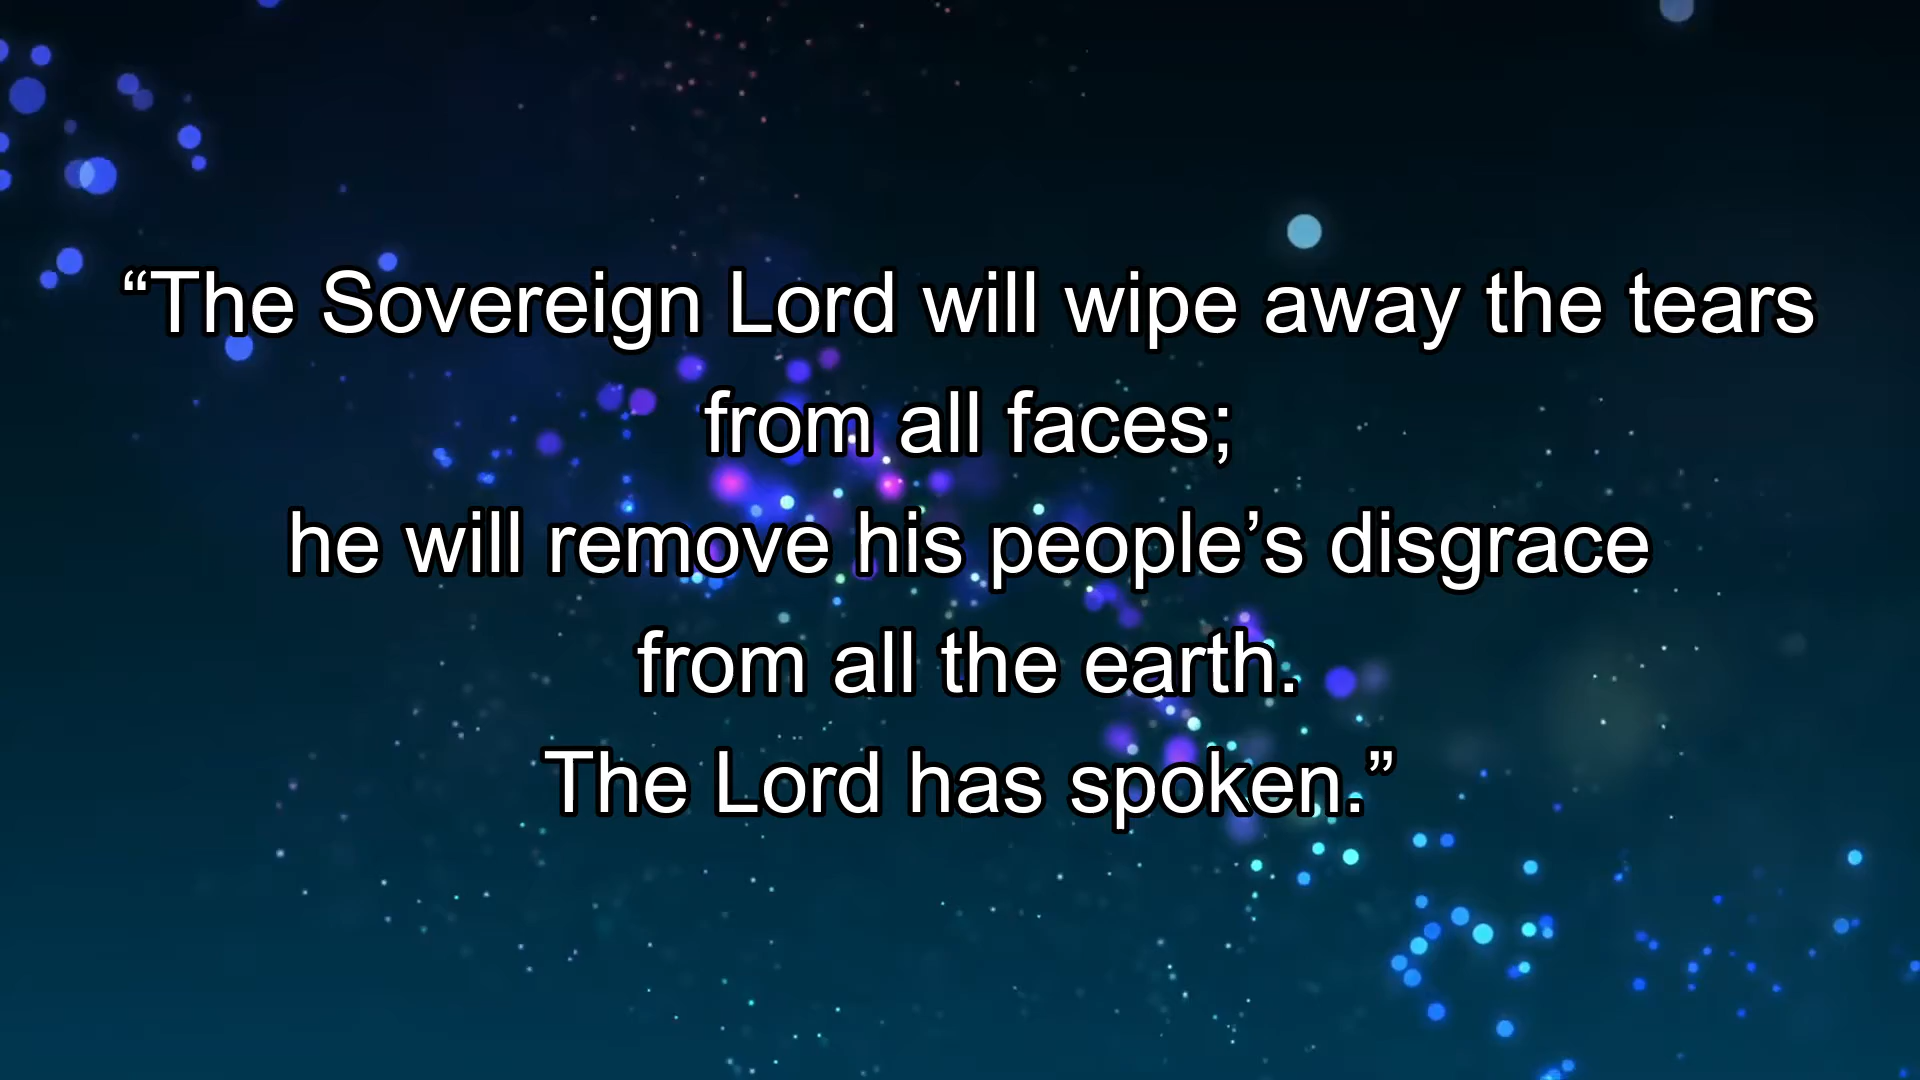 “The Sovereign Lord will wipe away the tears
from all faces;
he will remove his people’s disgrace
from all the earth.
The Lord has spoken.”